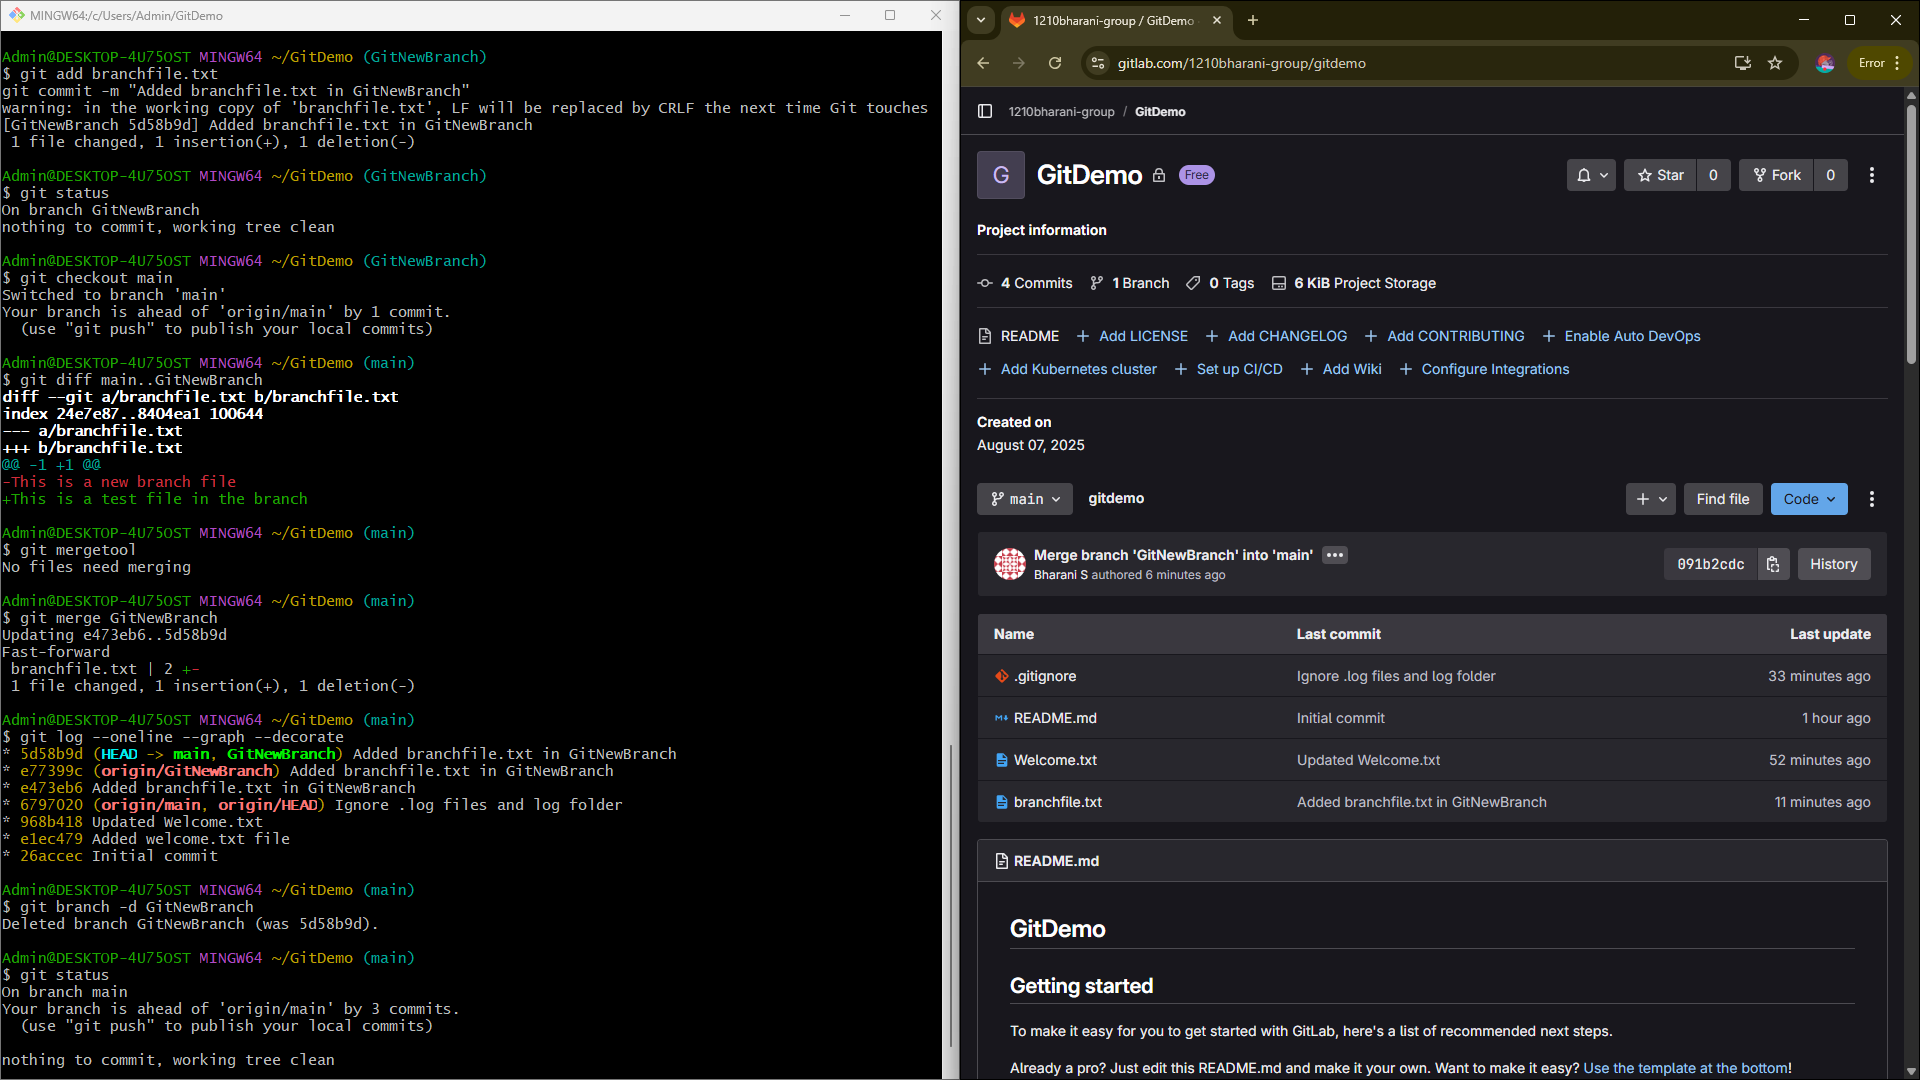 MINGW64:/c/Users/Admin/GitDemo
Admin@DESKTOP-4U75OST MINGW64 ~/GitDemo (GitNewBranch)
$ git add branchfile.txt
git commit -m "Added branchfile.txt in GitNewBranch"
warning: in the working copy of 'branchfile.txt', LF will be replaced by CRLF the next time Git touches
[GitNewBranch 5d58b9d] Added branchfile.txt in GitNewBranch
 1 file changed, 1 insertion(+), 1 deletion(-)
Admin@DESKTOP-4U75OST MINGW64 ~/GitDemo (GitNewBranch)
$ git status
On branch GitNewBranch
nothing to commit, working tree clean
Admin@DESKTOP-4U75OST MINGW64 ~/GitDemo (GitNewBranch)
$ git checkout main
Switched to branch 'main'
Your branch is ahead of 'origin/main' by 1 commit.
  (use "git push" to publish your local commits)
Admin@DESKTOP-4U75OST MINGW64 ~/GitDemo (main)
$ git diff main..GitNewBranch
diff --git a/branchfile.txt b/branchfile.txt
index 24e7e87..8404ea1 100644
--- a/branchfile.txt
+++ b/branchfile.txt
@@ -1 +1 @@
-This is a new branch file
+This is a test file in the branch
Admin@DESKTOP-4U75OST MINGW64 ~/GitDemo (main)
$ git mergetool
No files need merging
Admin@DESKTOP-4U75OST MINGW64 ~/GitDemo (main)
$ git merge GitNewBranch
Updating e473eb6..5d58b9d
Fast-forward
 branchfile.txt | 2 +-
 1 file changed, 1 insertion(+), 1 deletion(-)
Admin@DESKTOP-4U75OST MINGW64 ~/GitDemo (main)
$ git log --oneline --graph --decorate
* 5d58b9d (HEAD -> main, GitNewBranch) Added branchfile.txt in GitNewBranch
* e77399c (origin/GitNewBranch) Added branchfile.txt in GitNewBranch
* e473eb6 Added branchfile.txt in GitNewBranch
* 6797020 (origin/main, origin/HEAD) Ignore .log files and log folder
* 968b418 Updated Welcome.txt
* e1ec479 Added welcome.txt file
* 26accec Initial commit
Admin@DESKTOP-4U75OST MINGW64 ~/GitDemo (main)
$ git branch -d GitNewBranch
Deleted branch GitNewBranch (was 5d58b9d).
Admin@DESKTOP-4U75OST MINGW64 ~/GitDemo (main)
$ git status
On branch main
Your branch is ahead of 'origin/main' by 3 commits.
  (use "git push" to publish your local commits)
nothing to commit, working tree clean
1210bharani-group / GitDemo
gitlab.com/1210bharani-group/gitdemo
Error
1210bharani-group / GitDemo
G GitDemo Free
Star 0 Fork 0
Project information
4 Commits 1 Branch 0 Tags 6 KiB Project Storage
README + Add LICENSE + Add CHANGELOG + Add CONTRIBUTING + Enable Auto DevOps
+ Add Kubernetes cluster + Set up CI/CD + Add Wiki + Configure Integrations
Created on
August 07, 2025
main gitdemo + Find file Code
Merge branch 'GitNewBranch' into 'main'
Bharani S authored 6 minutes ago
091b2cdc History
Name Last commit Last update
.gitignore Ignore .log files and log folder 33 minutes ago
README.md Initial commit 1 hour ago
Welcome.txt Updated Welcome.txt 52 minutes ago
branchfile.txt Added branchfile.txt in GitNewBranch 11 minutes ago
README.md
GitDemo
Getting started
To make it easy for you to get started with GitLab, here's a list of recommended next steps.
Already a pro? Just edit this README.md and make it your own. Want to make it easy? Use the template at the bottom!